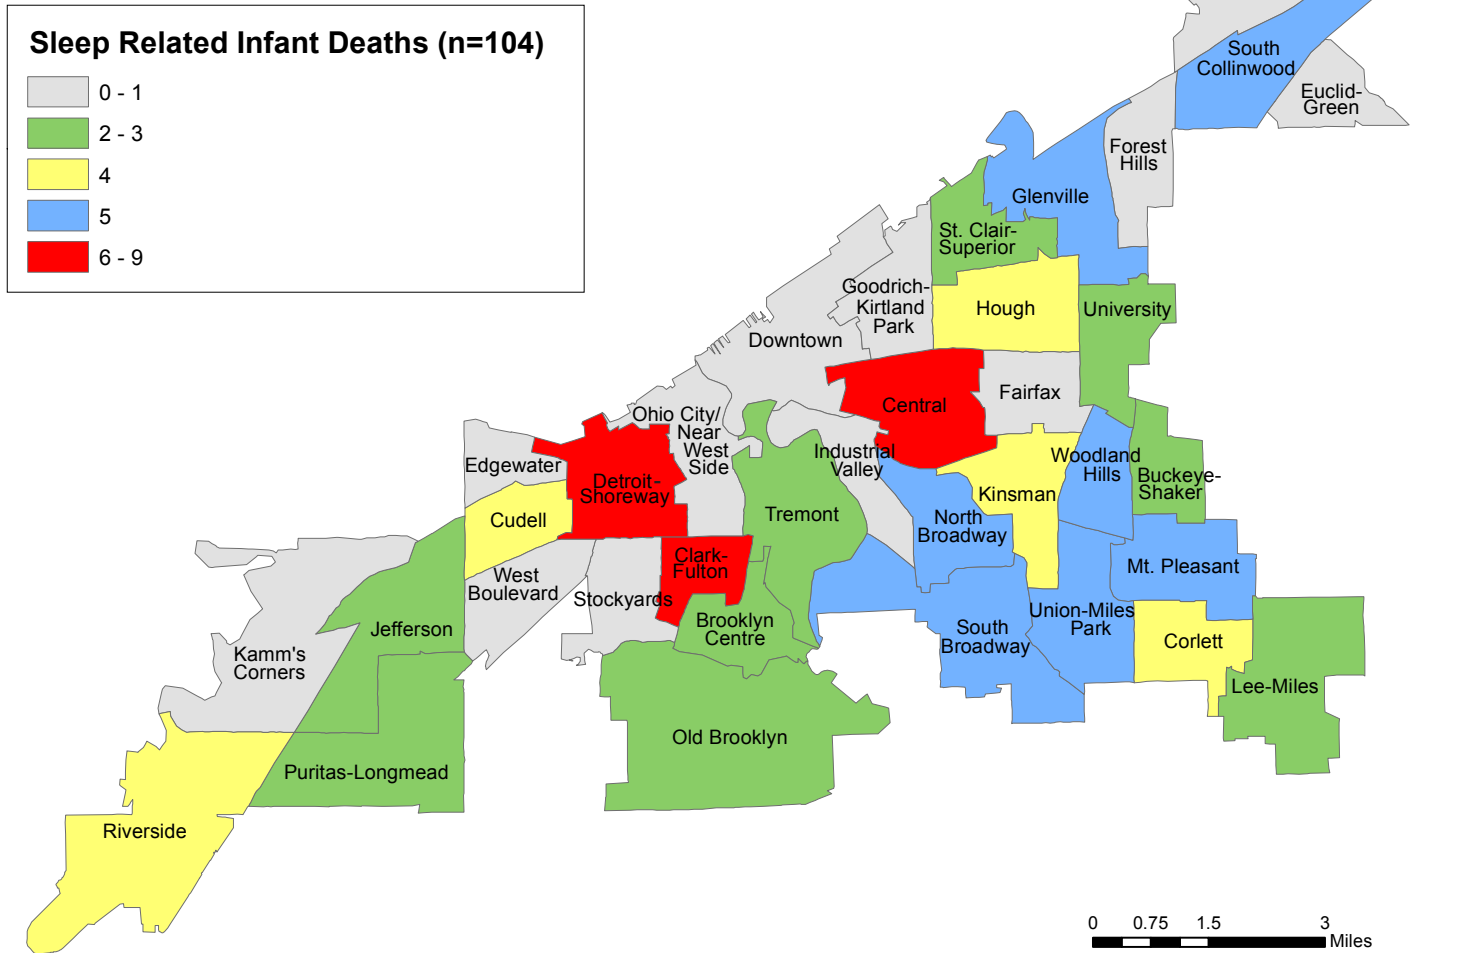 Sleep Related Infant Deaths (n=104)
0 - 1
2 - 3
4
5
6 - 9
South
Collinwood
Euclid-
Green
Forest
Hills
Glenville
St. Clair-
Superior
Goodrich-
Kirtland
Park
Hough
University
Downtown
Fairfax
Central
Ohio City/
Near
West
Side
Edgewater
Detroit-
Shoreway
Industrial
Valley
Woodland
Hills
Buckeye-
Shaker
Kinsman
Cudell
Tremont
North
Broadway
Clark-
Fulton
Mt. Pleasant
West
Boulevard
Stockyards
Brooklyn
Centre
Union-Miles
Park
South
Broadway
Corlett
Jefferson
Kamm's
Corners
Lee-Miles
Old Brooklyn
Puritas-Longmead
Riverside
0 0.75 1.5 3
Miles